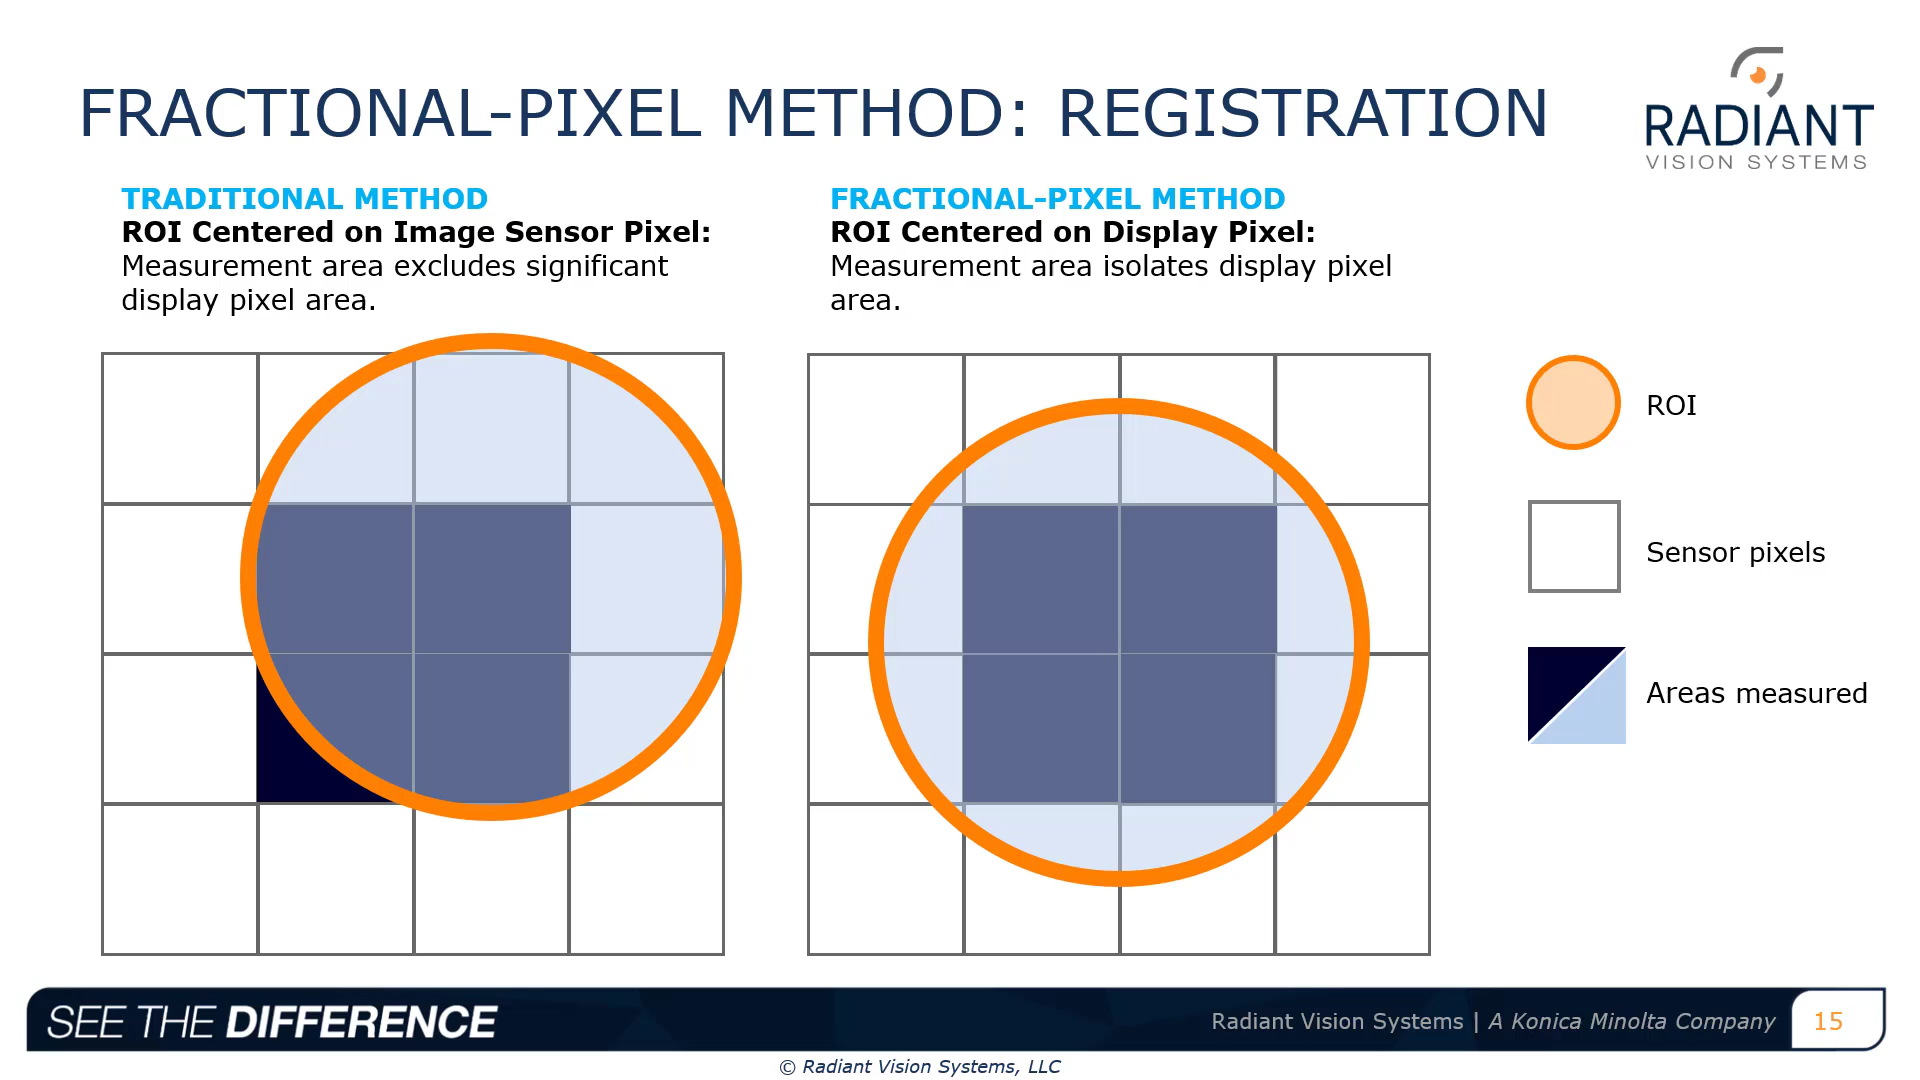 FRACTIONAL-PIXEL METHOD: REGISTRATION
RADIANT
VISION SYSTEMS
TRADITIONAL METHOD
ROI Centered on Image Sensor Pixel:
Measurement area excludes significant
display pixel area.
FRACTIONAL-PIXEL METHOD
ROI Centered on Display Pixel:
Measurement area isolates display pixel
area.
ROI
Sensor pixels
Areas measured
SEE THE DIFFERENCE
Radiant Vision Systems | A Konica Minolta Company
15
© Radiant Vision Systems, LLC